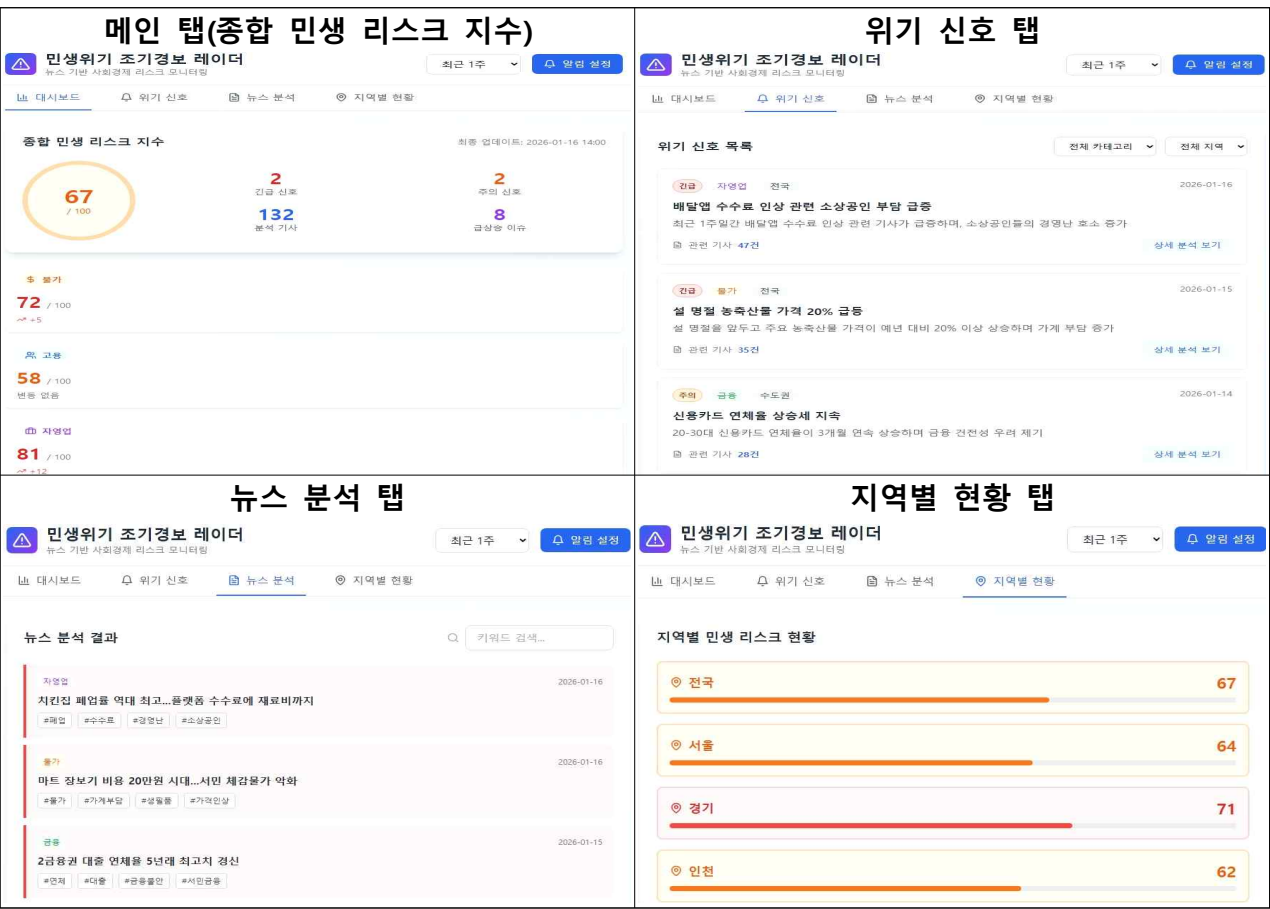 메인 탭(종합 민생 리스크 지수)
민생위기 조기경보 레이더
뉴스 기반 사회경제 리스크 모니터링
최근 1주
알림 설정
대시보드 위기 신호 뉴스 분석 지역별 현황
종합 민생 리스크 지수
최종 업데이트: 2026-01-16 14:00
67
/ 100
2
긴급 신호
2
주의 신호
132
분석 기사
8
급상승 이슈
$ 물가
72 / 100
+5
고용
58 / 100
변동 없음
자영업
81 / 100
+12
위기 신호 탭
민생위기 조기경보 레이더
뉴스 기반 사회경제 리스크 모니터링
최근 1주
알림 설정
대시보드 위기 신호 뉴스 분석 지역별 현황
위기 신호 목록
전체 카테고리
전체 지역
긴급 자영업 전국 2026-01-16
배달앱 수수료 인상 관련 소상공인 부담 급증
최근 1주일간 배달앱 수수료 인상 관련 기사가 급증하며, 소상공인들의 경영난 호소 증가
관련 기사 47건 상세 분석 보기
긴급 물가 전국 2026-01-15
설 명절 농축산물 가격 20% 급등
설 명절을 앞두고 주요 농축산물 가격이 예년 대비 20% 이상 상승하며 가계 부담 증가
관련 기사 35건 상세 분석 보기
주의 금융 수도권 2026-01-14
신용카드 연체율 상승세 지속
20-30대 신용카드 연체율이 3개월 연속 상승하며 금융 건전성 우려 제기
관련 기사 28건 상세 분석 보기
뉴스 분석 탭
민생위기 조기경보 레이더
뉴스 기반 사회경제 리스크 모니터링
최근 1주
알림 설정
대시보드 위기 신호 뉴스 분석 지역별 현황
뉴스 분석 결과
키워드 검색...
자영업 2026-01-16
치킨집 폐업률 역대 최고...플랫폼 수수료에 재료비까지
#폐업 #수수료 #경영난 #소상공인
물가 2026-01-16
마트 장보기 비용 20만원 시대...서민 체감물가 악화
#물가 #가계부담 #생필품 #가격인상
금융 2026-01-15
2금융권 대출 연체율 5년래 최고치 경신
#연체 #대출 #금융불안 #서민금융
지역별 현황 탭
민생위기 조기경보 레이더
뉴스 기반 사회경제 리스크 모니터링
최근 1주
알림 설정
대시보드 위기 신호 뉴스 분석 지역별 현황
지역별 민생 리스크 현황
전국 67
서울 64
경기 71
인천 62